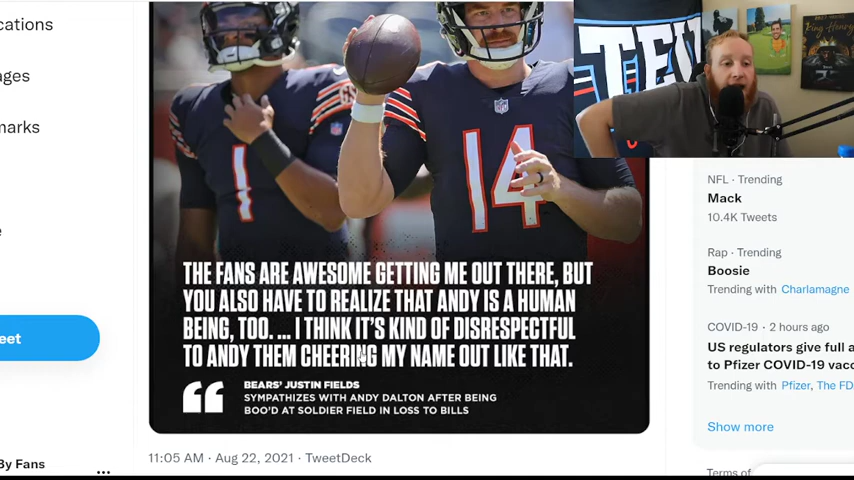 cations
ages
marks
e
eet
By Fans
...
1
14
THE FANS ARE AWESOME GETTING ME OUT THERE, BUT
YOU ALSO HAVE TO REALIZE THAT ANDY IS A HUMAN
BEING, TOO. ... I THINK IT'S KIND OF DISRESPECTFUL
TO ANDY THEM CHEERING MY NAME OUT LIKE THAT.
BEARS' JUSTIN FIELDS
SYMPATHIZES WITH ANDY DALTON AFTER BEING
BOO'D AT SOLDIER FIELD IN LOSS TO BILLS
11:05 AM · Aug 22, 2021 · TweetDeck
King Henry
NFL · Trending
Mack
10.4K Tweets
Rap · Trending
Boosie
Trending with Charlamagne
COVID-19 · 2 hours ago
US regulators give full a
to Pfizer COVID-19 vacc
Trending with Pfizer, The FD
Show more
Terms of